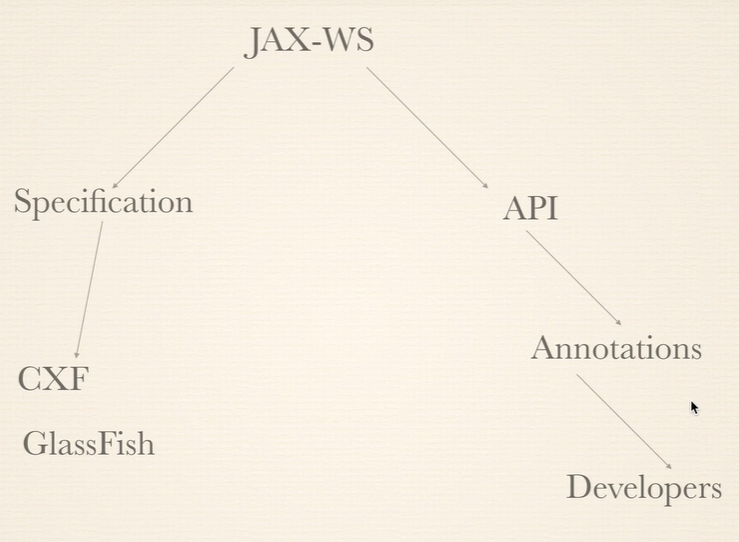 JAX-WS
Specification
API
Annotations
CXF
GlassFish
Developers